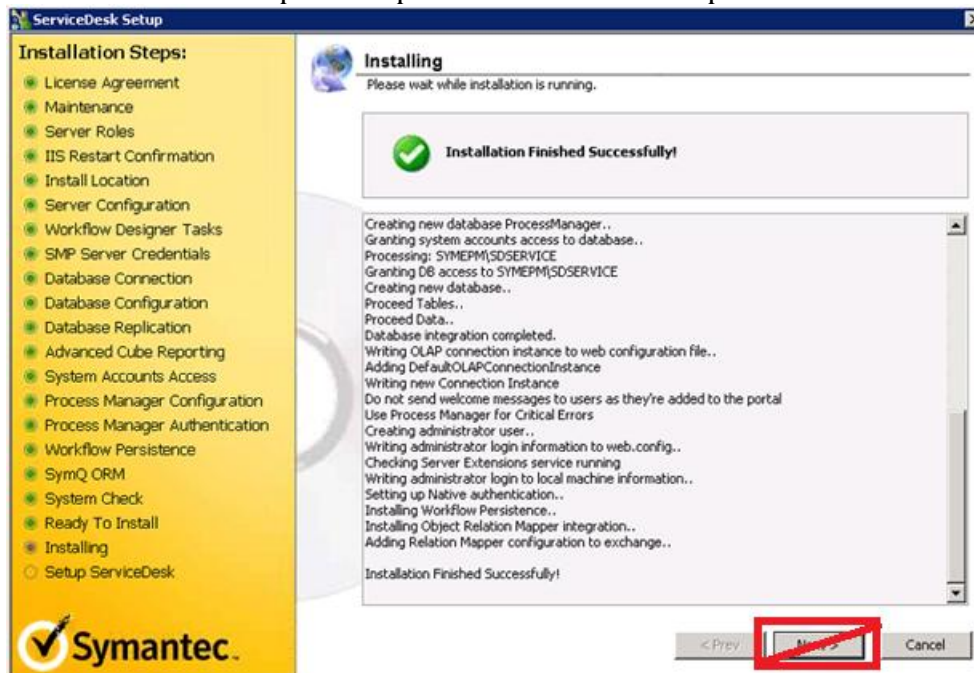 ServiceDesk Setup
Installation Steps:
License Agreement
Maintenance
Server Roles
IIS Restart Confirmation
Install Location
Server Configuration
Workflow Designer Tasks
SMP Server Credentials
Database Connection
Database Configuration
Database Replication
Advanced Cube Reporting
System Accounts Access
Process Manager Configuration
Process Manager Authentication
Workflow Persistence
SymQ ORM
System Check
Ready To Install
Installing
Setup ServiceDesk
Symantec.
Installing
Please wait while installation is running.
Installation Finished Successfully!
Creating new database ProcessManager..
Granting system accounts access to database..
Processing: SYMEPM\SDSERVICE
Granting DB access to SYMEPM\SDSERVICE
Creating new database..
Proceed Tables..
Proceed Data..
Database integration completed.
Writing OLAP connection instance to web configuration file..
Adding DefaultOLAPConnectionInstance
Writing new Connection Instance
Do not send welcome messages to users as they're added to the portal
Use Process Manager for Critical Errors
Creating administrator user..
Writing administrator login information to web.config..
Checking Server Extensions service running
Writing administrator login to local machine information..
Setting up Native authentication..
Installing Workflow Persistence..
Installing Object Relation Mapper integration..
Adding Relation Mapper configuration to exchange..
Installation Finished Successfully!
< Prev
Cancel